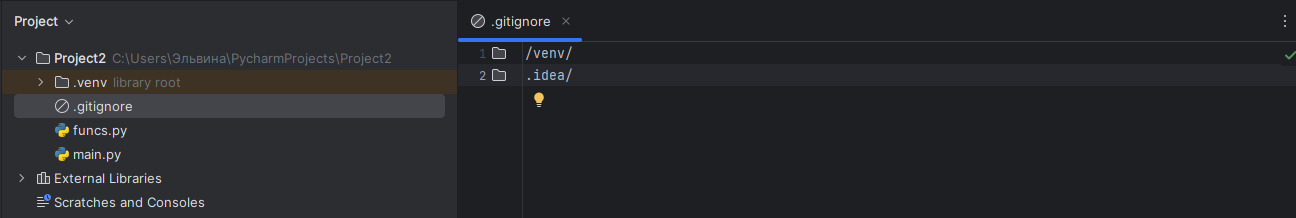 Project
Project2 C:\Users\Эльвина\PycharmProjects\Project2
.venv library root
.gitignore
funcs.py
main.py
External Libraries
Scratches and Consoles
.gitignore
1 /venv/
2 .idea/